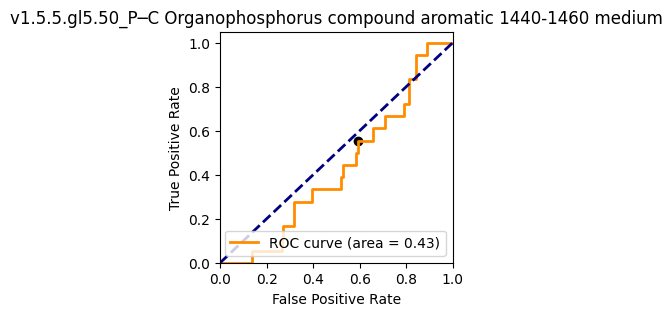 v1.5.5.gl5.50_P─C Organophosphorus compound aromatic 1440-1460 medium
1.0
0.8
0.6
0.4
0.2
0.0
True Positive Rate
ROC curve (area = 0.43)
0.0 0.2 0.4 0.6 0.8 1.0
False Positive Rate